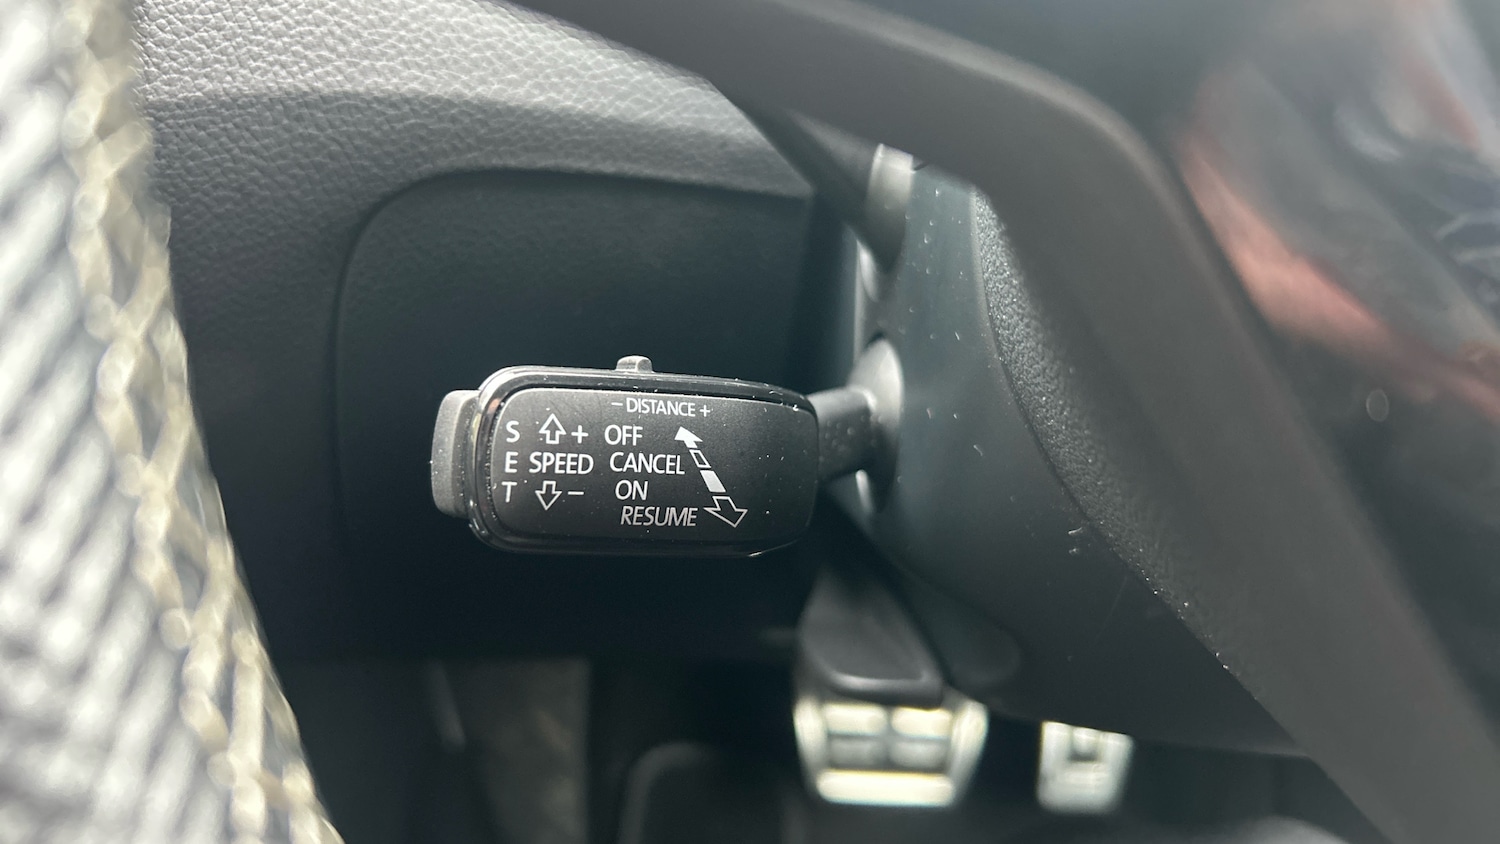 - DISTANCE +
S + OFF
E SPEED CANCEL
T - ON
RESUME